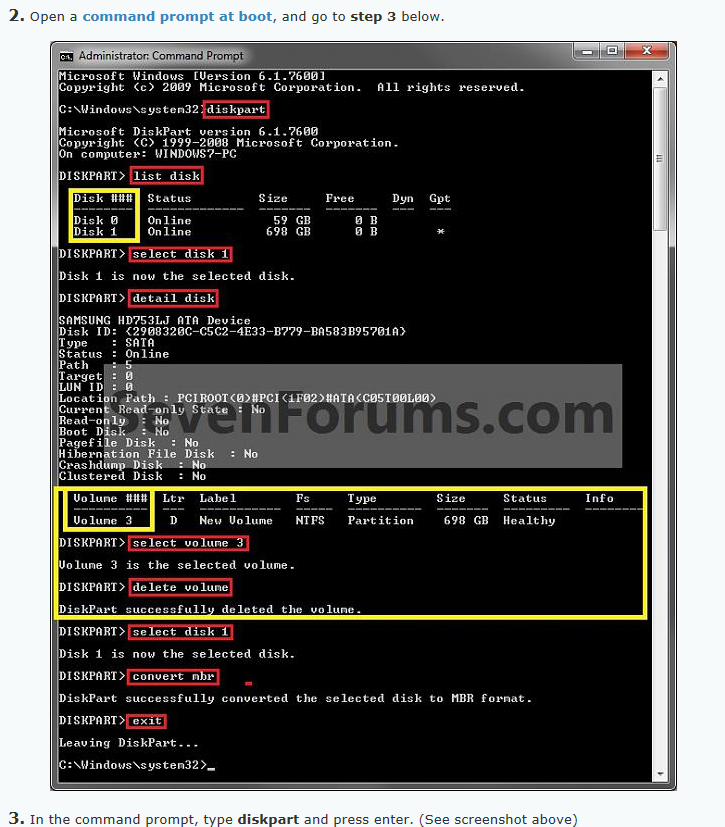 2. Open a command prompt at boot, and go to step 3 below.
Administrator: Command Prompt
Microsoft Windows [Version 6.1.7600]
Copyright (c) 2009 Microsoft Corporation.  All rights reserved.
C:\Windows\system32>diskpart
Microsoft DiskPart version 6.1.7600
Copyright (C) 1999-2008 Microsoft Corporation.
On computer: WINDOWS7-PC
DISKPART> list disk
Disk ###  Status  Size  Free  Dyn  Gpt
--------  -------------  -------  -------  ---  ---
Disk 0  Online  59 GB  0 B
Disk 1  Online  698 GB  0 B  *
DISKPART> select disk 1
Disk 1 is now the selected disk.
DISKPART> detail disk
SAMSUNG HD753LJ ATA Device
Disk ID: {2908320C-C5C2-4E33-B779-BA583B95701A}
Type   : SATA
Status : Online
Path   : 5
Target : 0
LUN ID : 0
Location Path : PCIROOT(0)#PCI(1F02)#ATA(C05T00L00)
Current Read-only State : No
Read-only  : No
Boot Disk  : No
Pagefile Disk  : No
Hibernation File Disk  : No
Crashdump Disk  : No
Clustered Disk  : No
SevenForums.com
Volume ###  Ltr  Label  Fs  Type  Size  Status  Info
----------  ---  -----------  -----  ----------  -------  ---------  --------
Volume 3  D  New Volume  NTFS  Partition  698 GB  Healthy
DISKPART> select volume 3
Volume 3 is the selected volume.
DISKPART> delete volume
DiskPart successfully deleted the volume.
DISKPART> select disk 1
Disk 1 is now the selected disk.
DISKPART> convert mbr
DiskPart successfully converted the selected disk to MBR format.
DISKPART> exit
Leaving DiskPart...
C:\Windows\system32>_
3. In the command prompt, type diskpart and press enter. (See screenshot above)